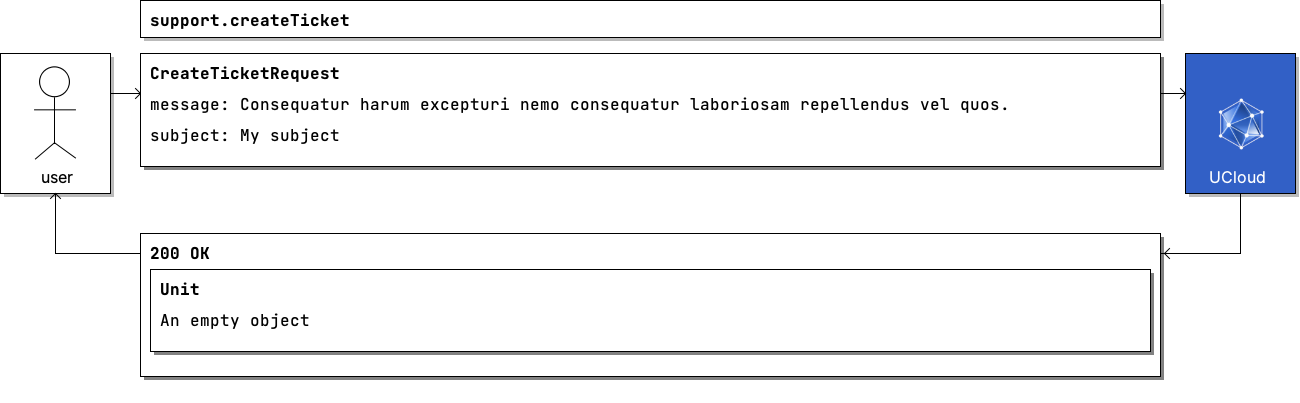 support.createTicket
CreateTicketRequest
message: Consequatur harum excepturi nemo consequatur laboriosam repellendus vel quos.
subject: My subject
user
UCloud
200 OK
Unit
An empty object